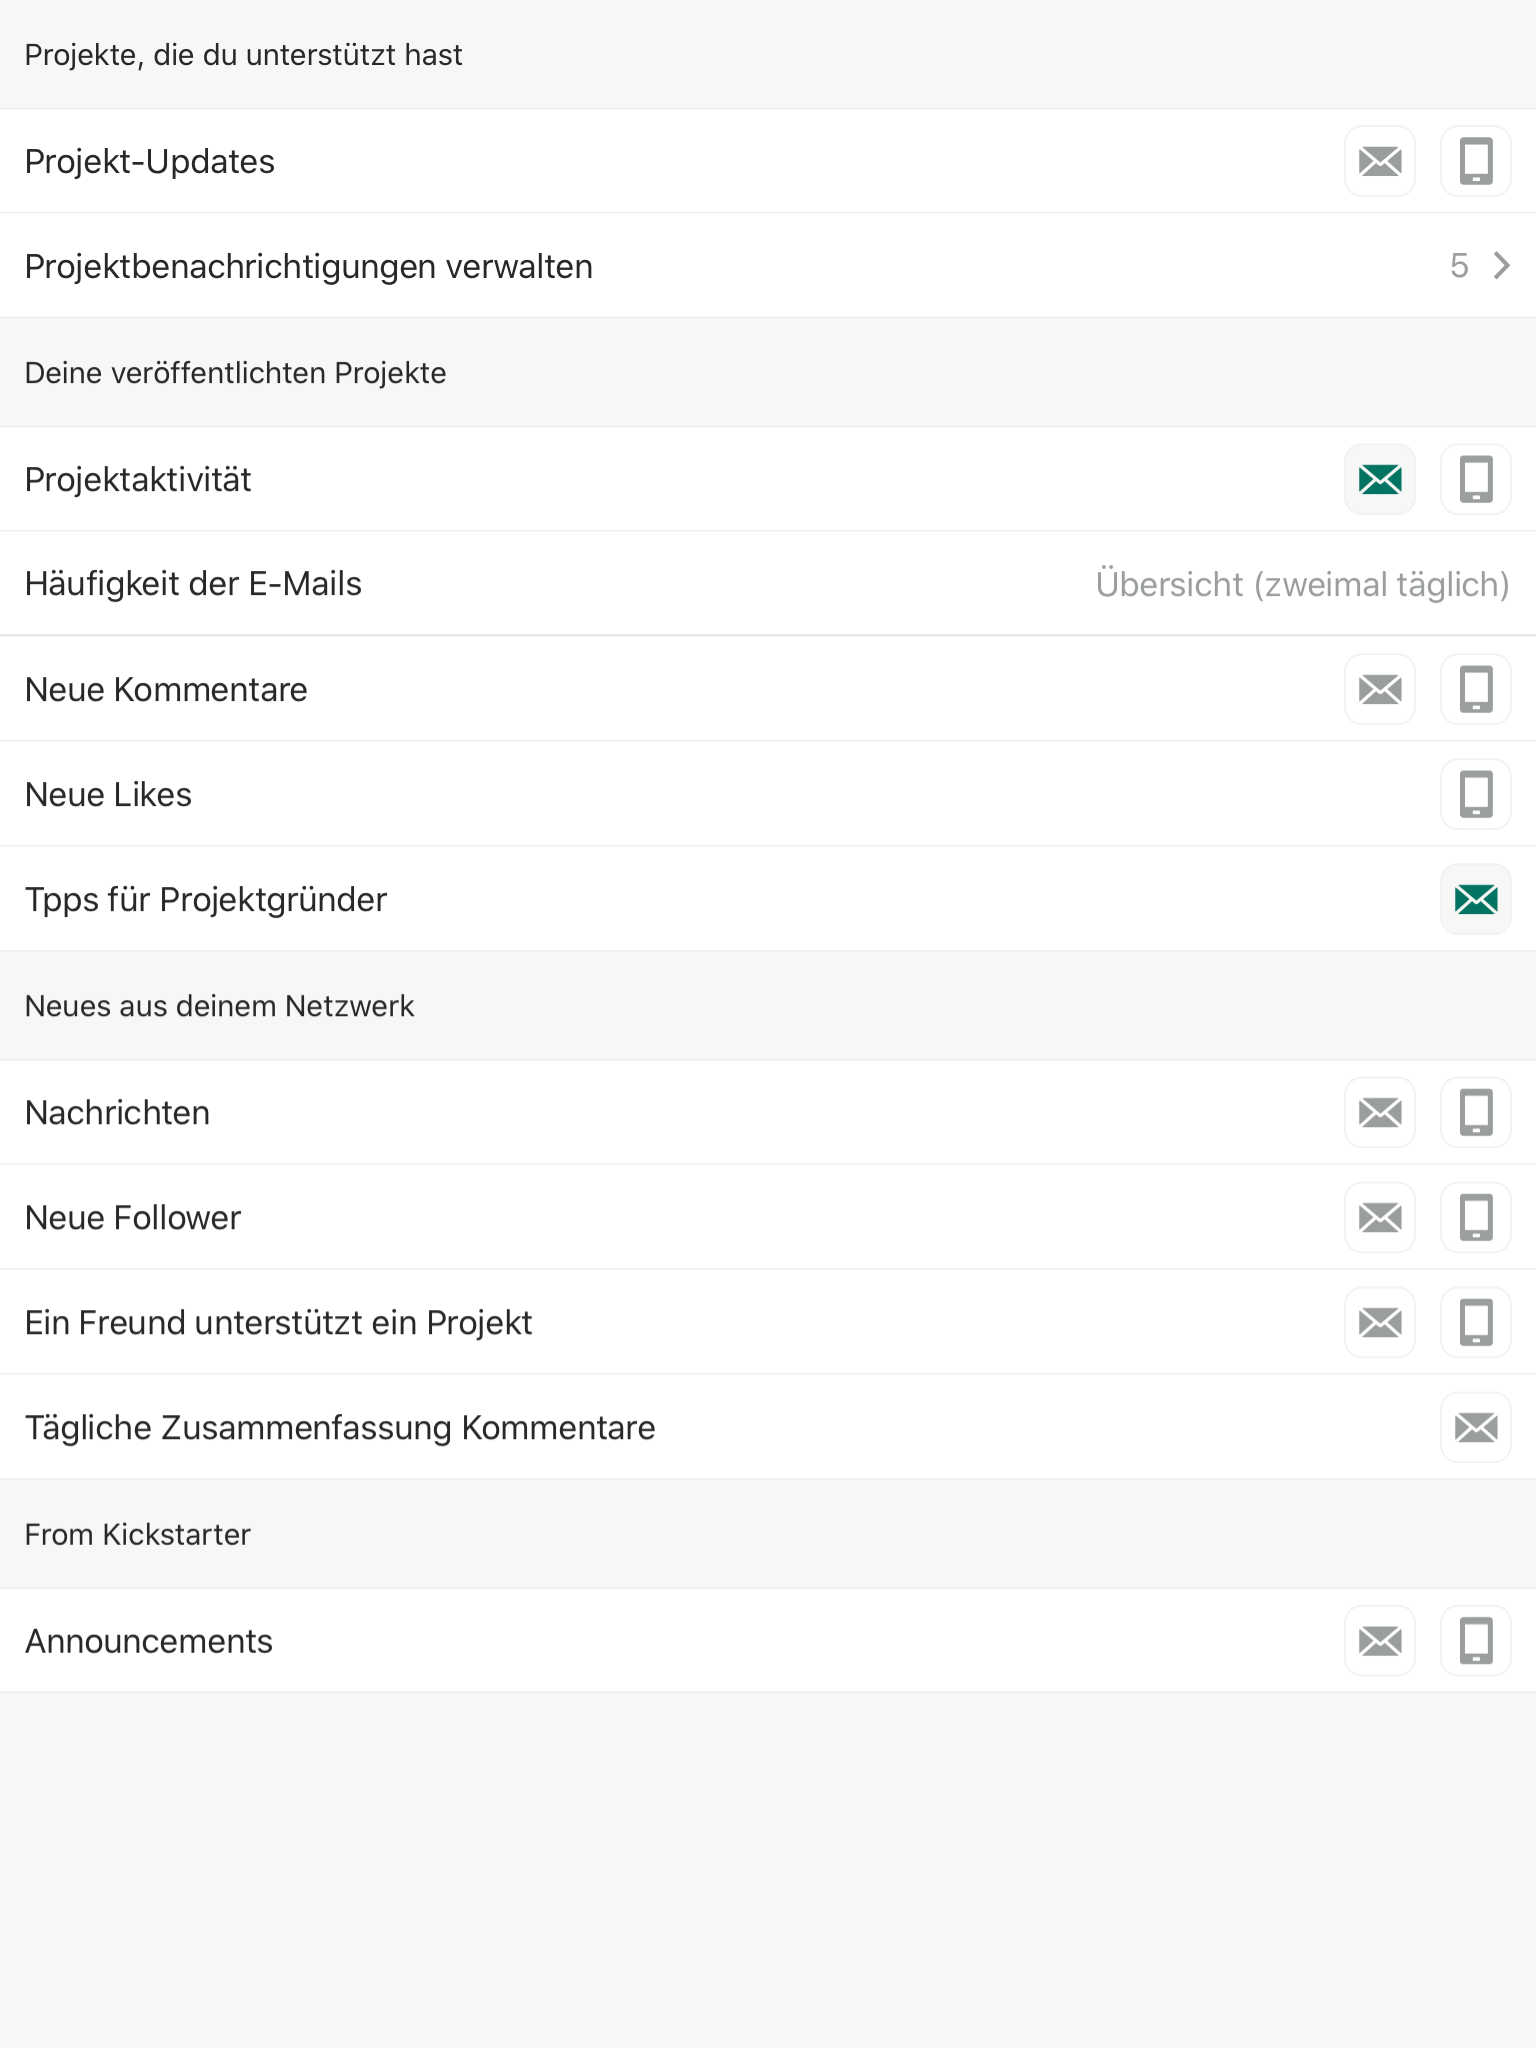 Projekte, die du unterstützt hast
Projekt-Updates
Projektbenachrichtigungen verwalten 5
Deine veröffentlichten Projekte
Projektaktivität
Häufigkeit der E-Mails Übersicht (zweimal täglich)
Neue Kommentare
Neue Likes
Tpps für Projektgründer
Neues aus deinem Netzwerk
Nachrichten
Neue Follower
Ein Freund unterstützt ein Projekt
Tägliche Zusammenfassung Kommentare
From Kickstarter
Announcements